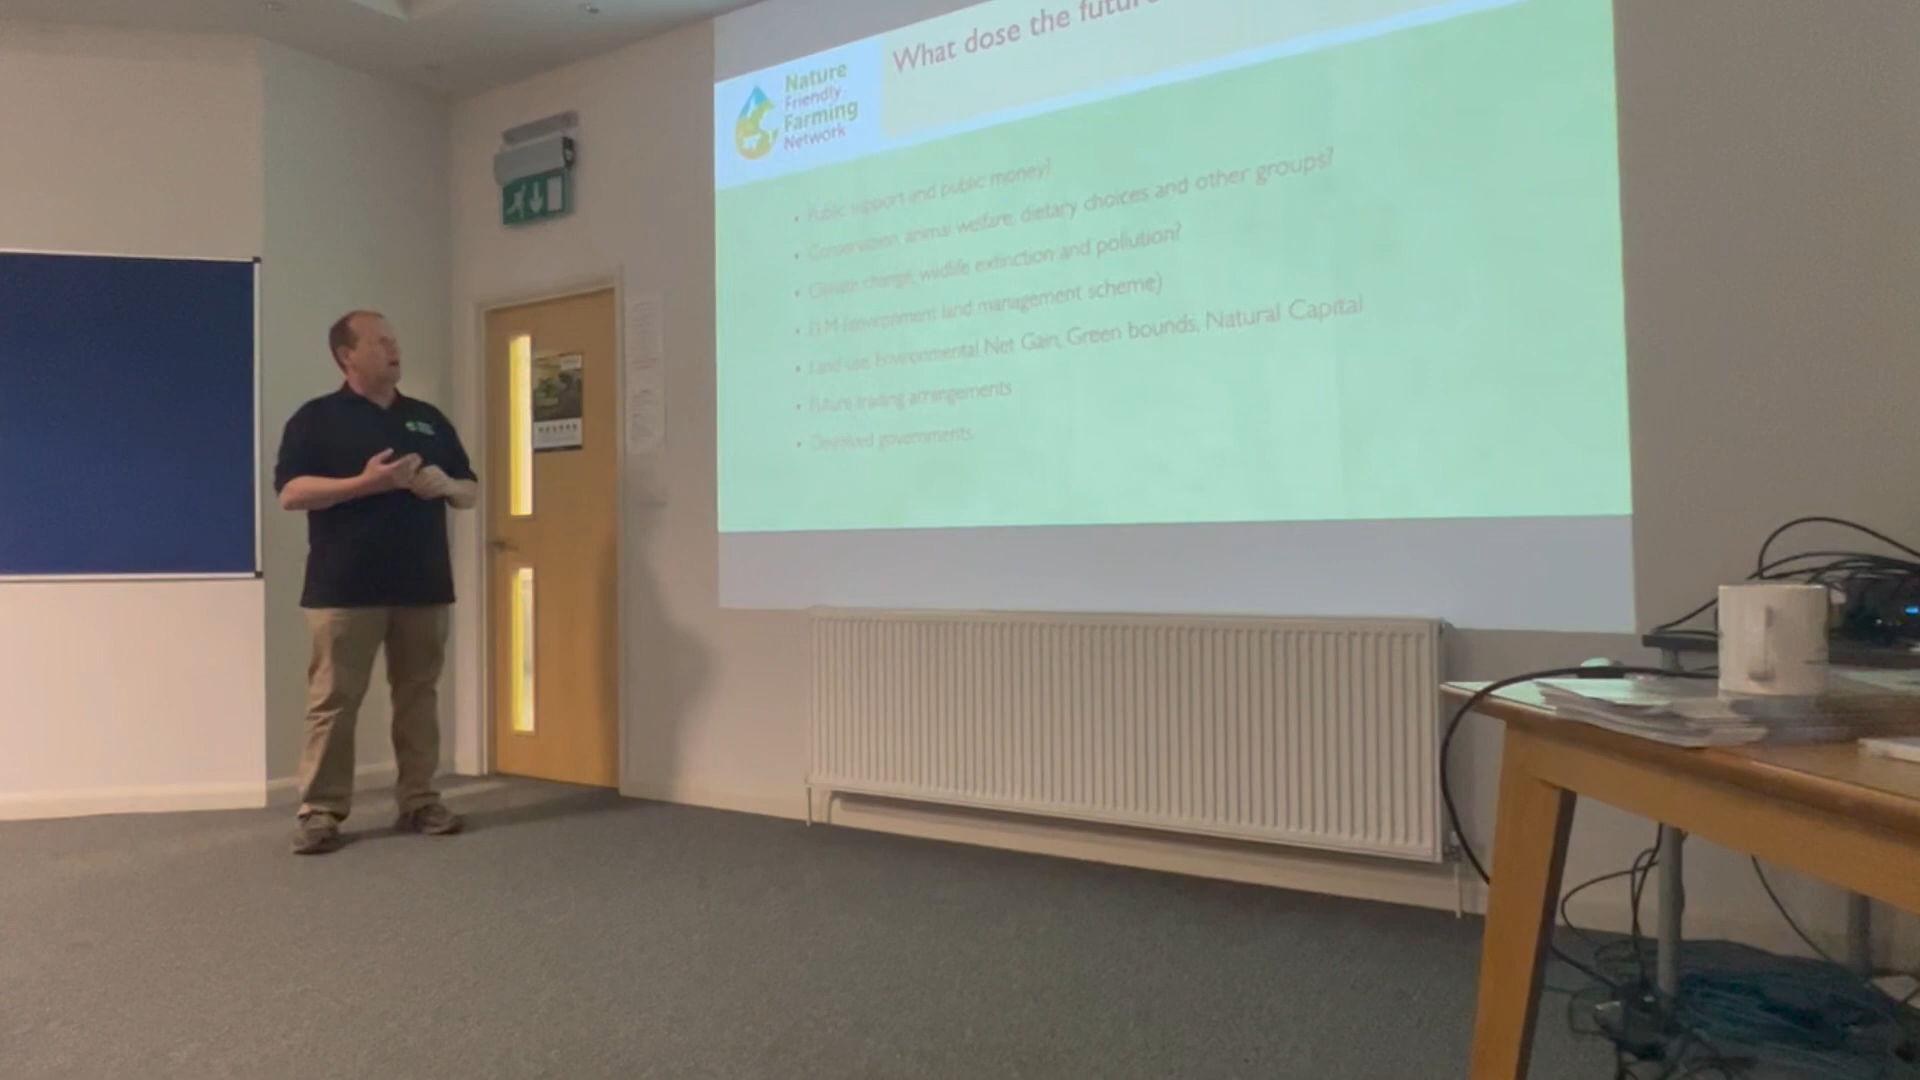 What dose the future
Nature
Friendly
Farming
Network
Public support and public money?
Conservation, animal welfare, dietary choices and other groups?
Climate change, wildlife extinction and pollution?
ELM (environment land management scheme)
Land use, Environmental Net Gain, Green bounds, Natural Capital
Future trading arrangements
Devolved governments